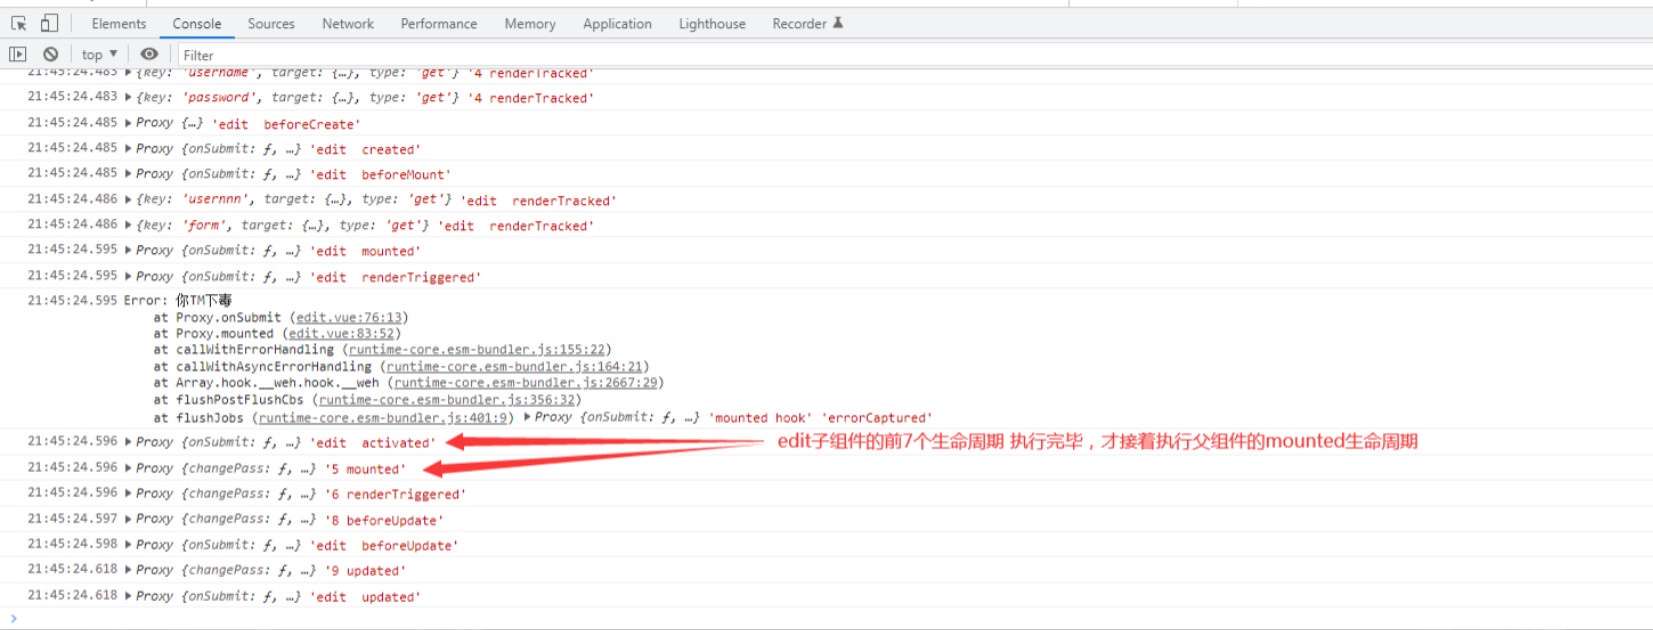 Elements Console Sources Network Performance Memory Application Lighthouse Recorder
top Filter
21:45:24.483 {key: 'username', target: {…}, type: 'get'} '4 renderTracked'
21:45:24.483 {key: 'password', target: {…}, type: 'get'} '4 renderTracked'
21:45:24.485 Proxy {…} 'edit  beforeCreate'
21:45:24.485 Proxy {onSubmit: ƒ, …} 'edit  created'
21:45:24.485 Proxy {onSubmit: ƒ, …} 'edit  beforeMount'
21:45:24.486 {key: 'usernnn', target: {…}, type: 'get'} 'edit  renderTracked'
21:45:24.486 {key: 'form', target: {…}, type: 'get'} 'edit  renderTracked'
21:45:24.595 Proxy {onSubmit: ƒ, …} 'edit  mounted'
21:45:24.595 Proxy {onSubmit: ƒ, …} 'edit  renderTriggered'
21:45:24.595 Error: 你TM下毒
at Proxy.onSubmit (edit.vue:76:13)
at Proxy.mounted (edit.vue:83:52)
at callWithErrorHandling (runtime-core.esm-bundler.js:155:22)
at callWithAsyncErrorHandling (runtime-core.esm-bundler.js:164:21)
at Array.hook.__weh.hook.__weh (runtime-core.esm-bundler.js:2667:29)
at flushPostFlushCbs (runtime-core.esm-bundler.js:356:32)
at flushJobs (runtime-core.esm-bundler.js:401:9) Proxy {onSubmit: ƒ, …} 'mounted hook' 'errorCaptured'
21:45:24.596 Proxy {onSubmit: ƒ, …} 'edit  activated' edit子组件的前7个生命周期 执行完毕，才接着执行父组件的mounted生命周期
21:45:24.596 Proxy {changePass: ƒ, …} '5 mounted'
21:45:24.596 Proxy {changePass: ƒ, …} '6 renderTriggered'
21:45:24.597 Proxy {changePass: ƒ, …} '8 beforeUpdate'
21:45:24.598 Proxy {onSubmit: ƒ, …} 'edit  beforeUpdate'
21:45:24.618 Proxy {changePass: ƒ, …} '9 updated'
21:45:24.618 Proxy {onSubmit: ƒ, …} 'edit  updated'